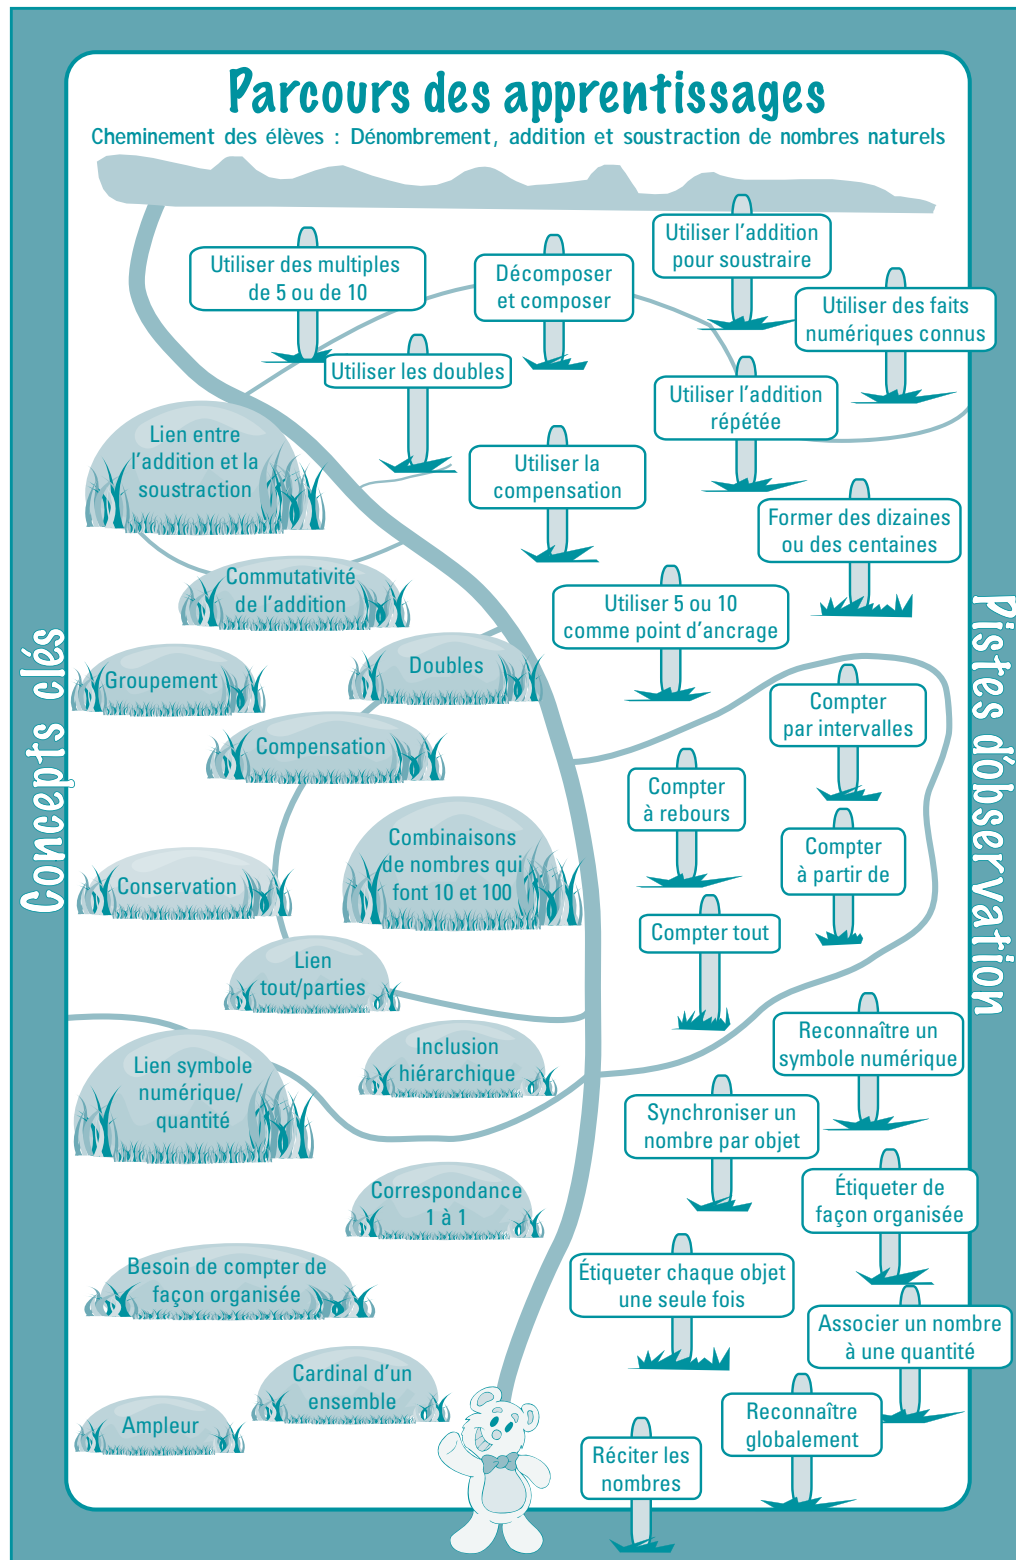 Parcours des apprentissages
Cheminement des élèves : Dénombrement, addition et soustraction de nombres naturels
Utiliser l'addition
pour soustraire
Utiliser des multiples
de 5 ou de 10
Décomposer
et composer
Utiliser des faits
numériques connus
Utiliser les doubles
Utiliser l'addition
répétée
Lien entre
l'addition et la
soustraction
Utiliser la
compensation
Former des dizaines
ou des centaines
Commutativité
de l'addition
Utiliser 5 ou 10
comme point d'ancrage
Groupement
Doubles
Compter
par intervalles
Compensation
Compter
à rebours
Combinaisons
de nombres qui
font 10 et 100
Compter
à partir de
Conservation
Compter tout
Lien
tout/parties
Reconnaître un
symbole numérique
Inclusion
hiérarchique
Lien symbole
numérique/
quantité
Synchroniser un
nombre par objet
Correspondance
1 à 1
Étiqueter de
façon organisée
Besoin de compter de
façon organisée
Étiqueter chaque objet
une seule fois
Associer un nombre
à une quantité
Cardinal d'un
ensemble
Ampleur
Reconnaître
globalement
Réciter les
nombres
Concepts clés
Pistes d'observation